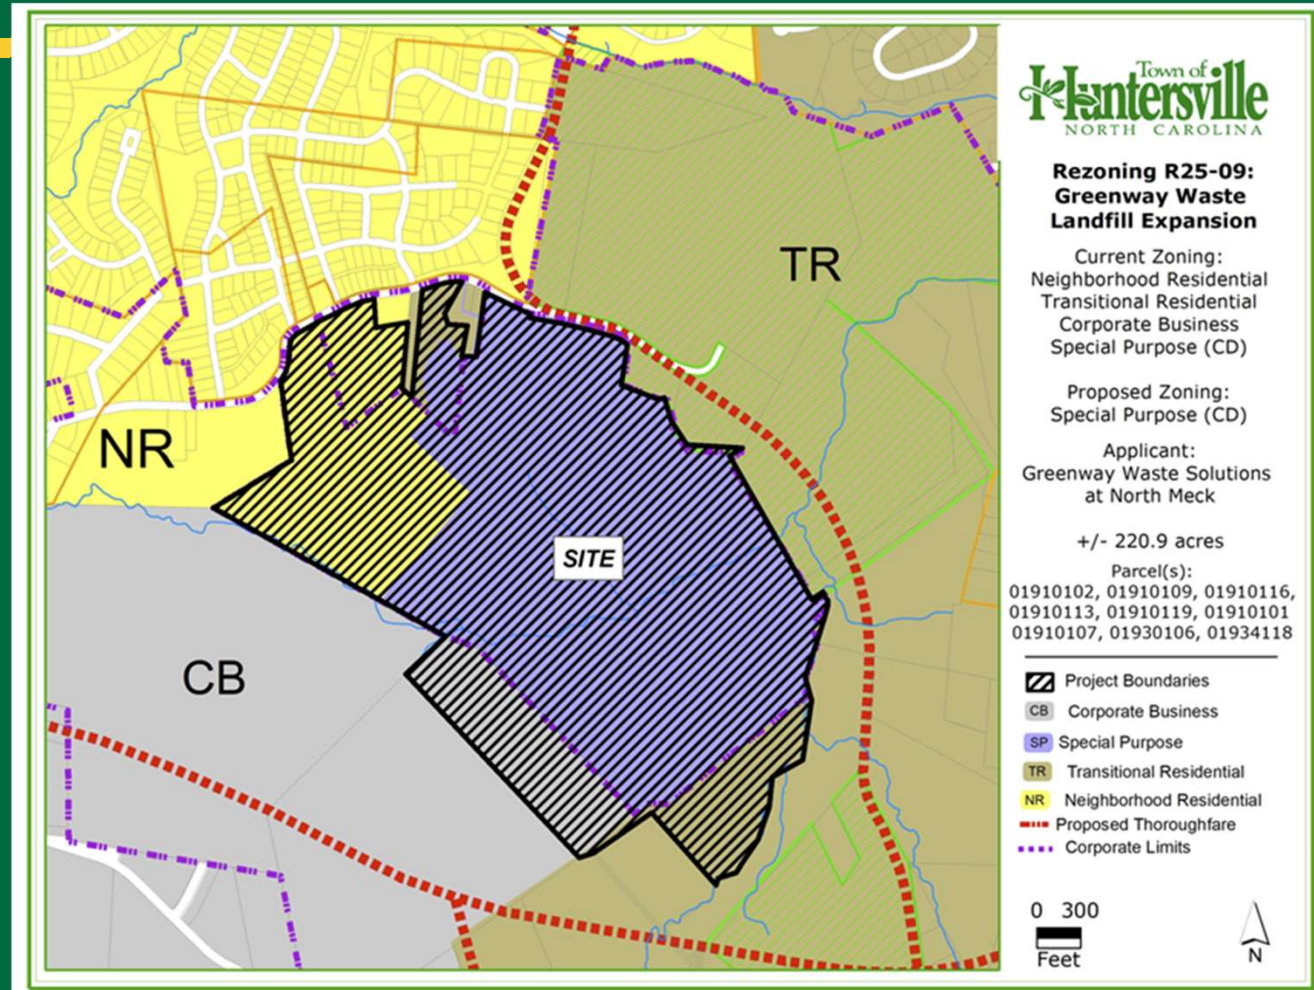 TR
NR
SITE
CB
Town of
Huntersville
NORTH CAROLINA
Rezoning R25-09:
Greenway Waste
Landfill Expansion
Current Zoning:
Neighborhood Residential
Transitional Residential
Corporate Business
Special Purpose (CD)
Proposed Zoning:
Special Purpose (CD)
Applicant:
Greenway Waste Solutions
at North Meck
+/- 220.9 acres
Parcel(s):
01910102, 01910109, 01910116,
01910113, 01910119, 01910101
01910107, 01930106, 01934118
Project Boundaries
CB Corporate Business
SP Special Purpose
TR Transitional Residential
NR Neighborhood Residential
Proposed Thoroughfare
Corporate Limits
0 300
Feet
N